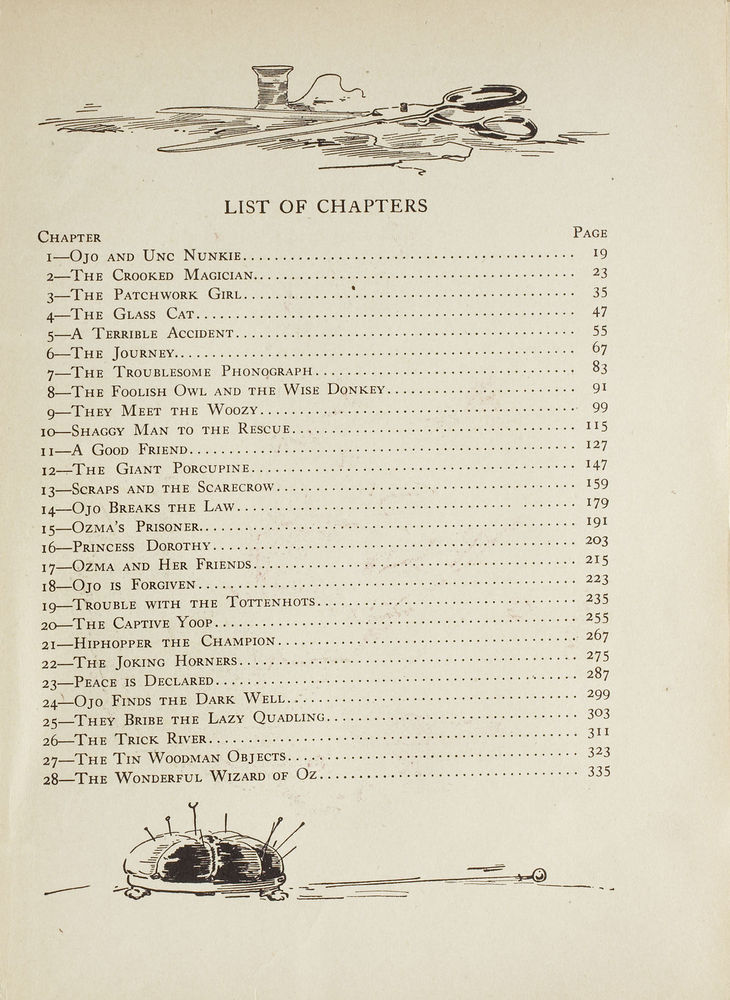 LIST OF CHAPTERS
CHAPTER PAGE
1—OJO AND UNC NUNKIE........................................ 19
2—THE CROOKED MAGICIAN........................................ 23
3—THE PATCHWORK GIRL........................................ 35
4—THE GLASS CAT........................................ 47
5—A TERRIBLE ACCIDENT........................................ 55
6—THE JOURNEY........................................ 67
7—THE TROUBLESOME PHONOGRAPH........................................ 83
8—THE FOOLISH OWL AND THE WISE DONKEY........................................ 91
9—THEY MEET THE WOOZY........................................ 99
10—SHAGGY MAN TO THE RESCUE........................................ 115
11—A GOOD FRIEND........................................ 127
12—THE GIANT PORCUPINE........................................ 147
13—SCRAPS AND THE SCARECROW........................................ 159
14—OJO BREAKS THE LAW........................................ 179
15—OZMA'S PRISONER........................................ 191
16—PRINCESS DOROTHY........................................ 203
17—OZMA AND HER FRIENDS........................................ 215
18—OJO IS FORGIVEN........................................ 223
19—TROUBLE WITH THE TOTTENHOTS........................................ 235
20—THE CAPTIVE YOOP........................................ 255
21—HIPHOPPER THE CHAMPION........................................ 267
22—THE JOKING HORNERS........................................ 275
23—PEACE IS DECLARED........................................ 287
24—OJO FINDS THE DARK WELL........................................ 299
25—THEY BRIBE THE LAZY QUADLING........................................ 303
26—THE TRICK RIVER........................................ 311
27—THE TIN WOODMAN OBJECTS........................................ 323
28—THE WONDERFUL WIZARD OF OZ........................................ 335